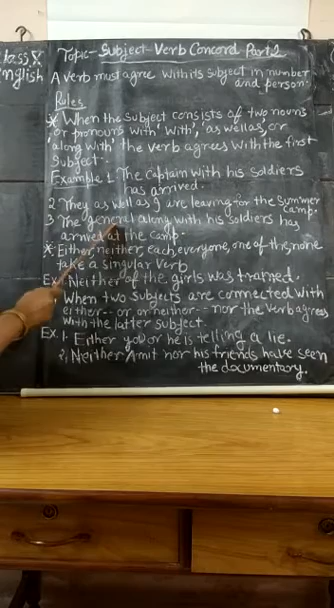 Class X
English
Topic- Subject-Verb Concord Part 2
A verb must agree with its subject in number
and person.
Rules
* When the subject consists of two nouns
or pronouns with 'with', 'as well as, or
'along with' the verb agrees with the first
Subject.
Example 1. The captain with his soldiers
has arrived.
2 They as well as I are leaving for the summer
camp.
3 The general along with his soldiers has
arrived at the camp.
* Either, neither, each, everyone, one of the, none
take a singular verb
Ex. Neither of the girls was trained.
When two subjects are connected with
either--or or neither-- nor the verb agrees
with the latter subject.
Ex. 1. Either you or he is telling a lie.
2, Neither Amit nor his friends have seen
the documentary.